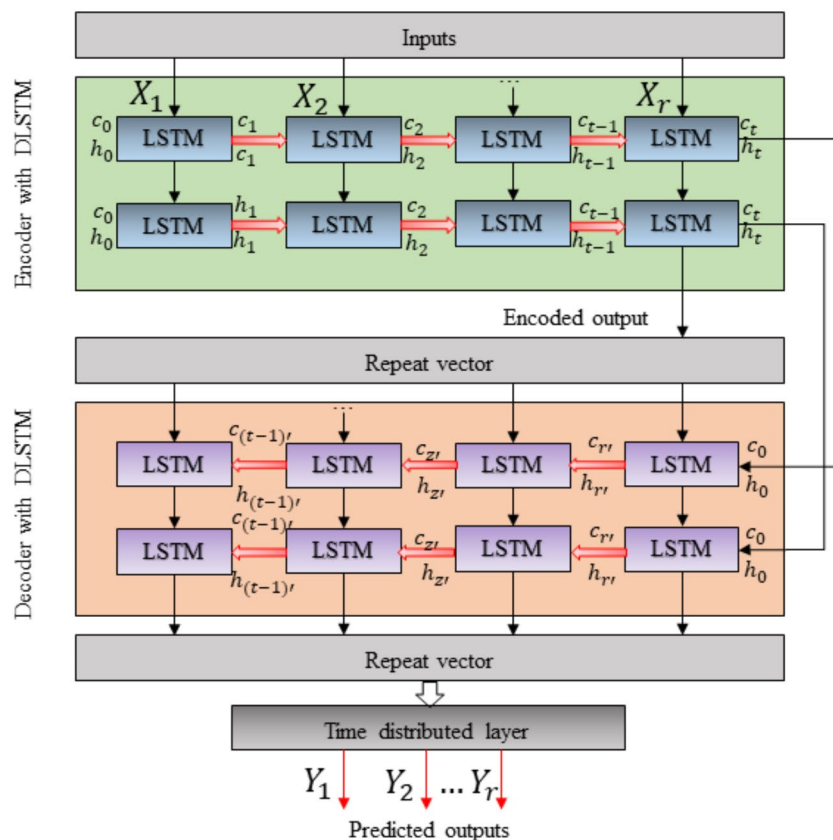 Inputs
Encoder with DLSTM
X₁ X₂ ... Xᵣ
c₀ LSTM c₁ LSTM c₂ LSTM cₜ₋₁ LSTM cₜ
h₀ c₁ h₂ hₜ₋₁ hₜ
c₀ LSTM h₁ LSTM c₂ LSTM cₜ₋₁ LSTM cₜ
h₀ h₁ h₂ hₜ₋₁ hₜ
Encoded output
Repeat vector
Decoder with DLSTM
...
LSTM c₍ₜ₋₁₎′ LSTM c_z′ LSTM cᵣ′ LSTM c₀
h₍ₜ₋₁₎′ h_z′ hᵣ′ h₀
LSTM c₍ₜ₋₁₎′ LSTM c_z′ LSTM cᵣ′ LSTM c₀
h₍ₜ₋₁₎′ h_z′ hᵣ′ h₀
Repeat vector
Time distributed layer
Y₁ Y₂ ... Yᵣ
Predicted outputs